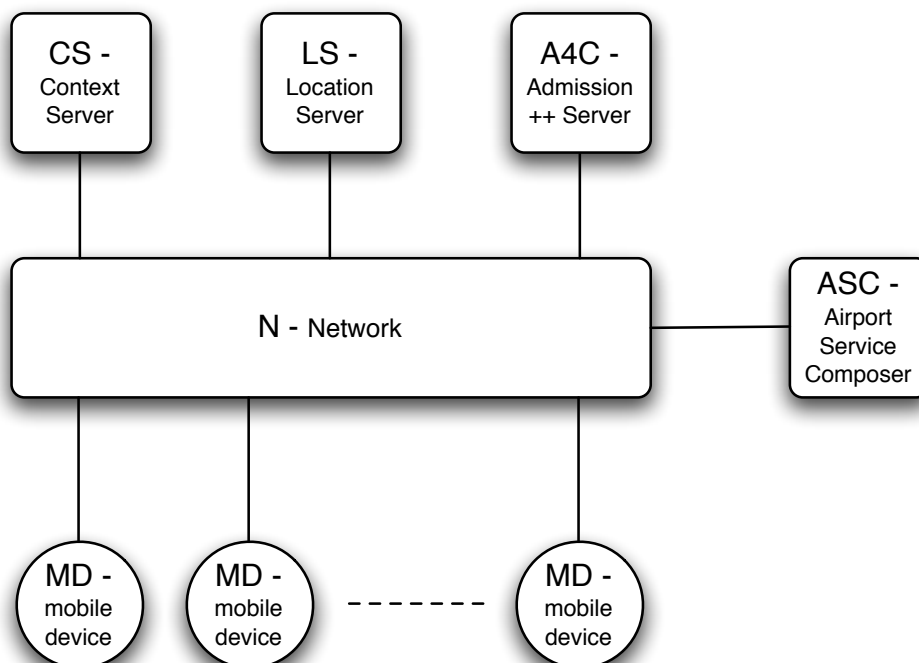 CS -
Context
Server
LS -
Location
Server
A4C -
Admission
++ Server
N - Network
ASC -
Airport
Service
Composer
MD -
mobile
device
MD -
mobile
device
MD -
mobile
device